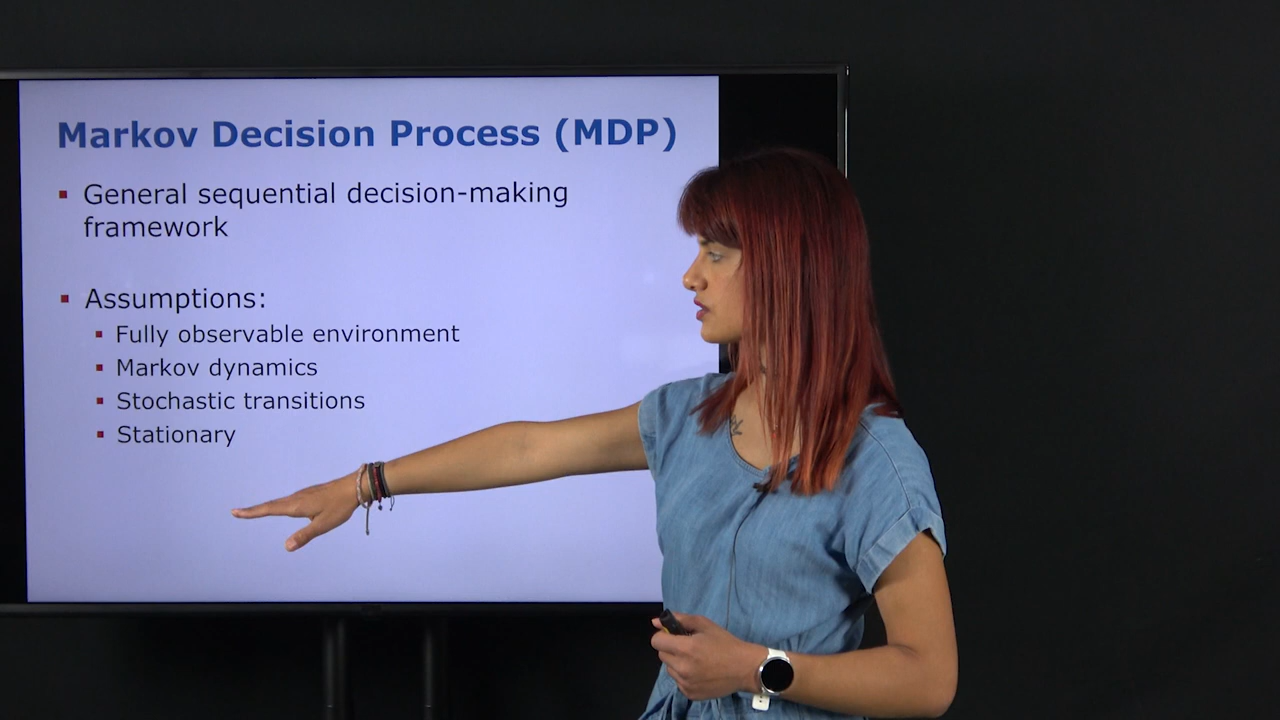 Markov Decision Process (MDP)
General sequential decision-making
framework
Assumptions:
Fully observable environment
Markov dynamics
Stochastic transitions
Stationary